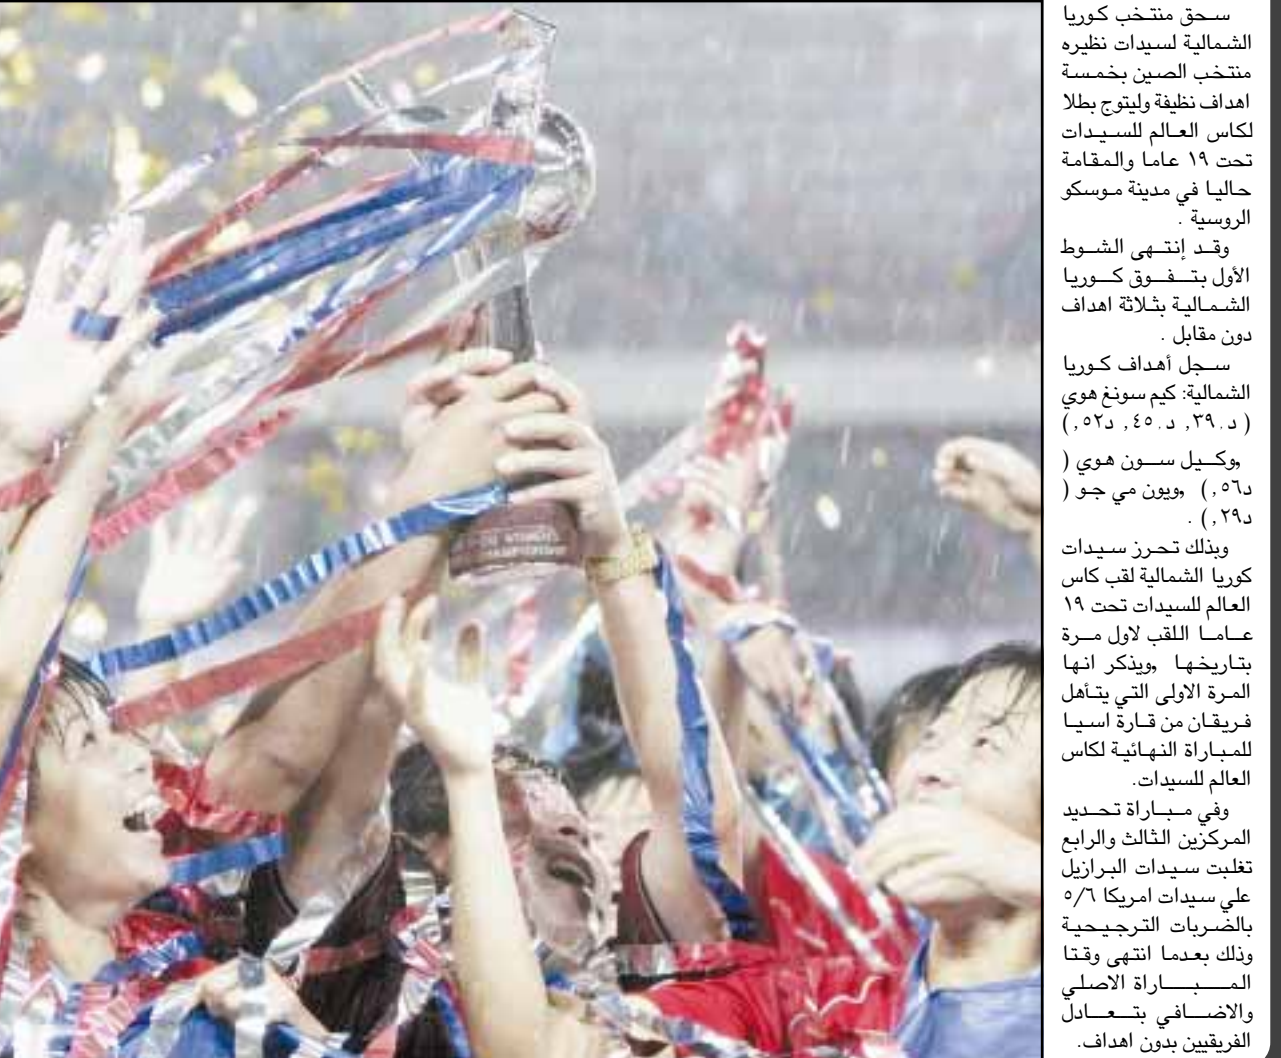 سحق منتخب كوريا
الشمالية لسيدات نظيره
منتخب الصين بخمسة
اهداف نظيفة وليتوج بطلا
لكاس العالم للسيدات
تحت ١٩ عاما والمقامة
حاليا في مدينة موسكو
الروسية .
وقد إنتهى الشوط
الأول بتفوق كوريا
الشمالية بثلاثة اهداف
دون مقابل .
سجل أهداف كوريا
الشمالية: كيم سونغ هوي
( د.٣٩, د.٤٥, د٥٢,)
,وكيل سون هوي (
د٥٦,) ,ويون مي جو (
د٢٩,) .
وبذلك تحرز سيدات
كوريا الشمالية لقب كاس
العالم للسيدات تحت ١٩
عاما اللقب لاول مرة
بتاريخها ,ويذكر انها
المرة الاولى التي يتأهل
فريقان من قارة اسيا
للمباراة النهائية لكاس
العالم للسيدات.
وفي مباراة تحديد
المركزين الثالث والرابع
تغلبت سيدات البرازيل
علي سيدات امريكا ٥/٦
بالضربات الترجيحية
وذلك بعدما انتهى وقتا
المباراة الاصلي
والاضافي بتعادل
الفريقيين بدون اهداف.